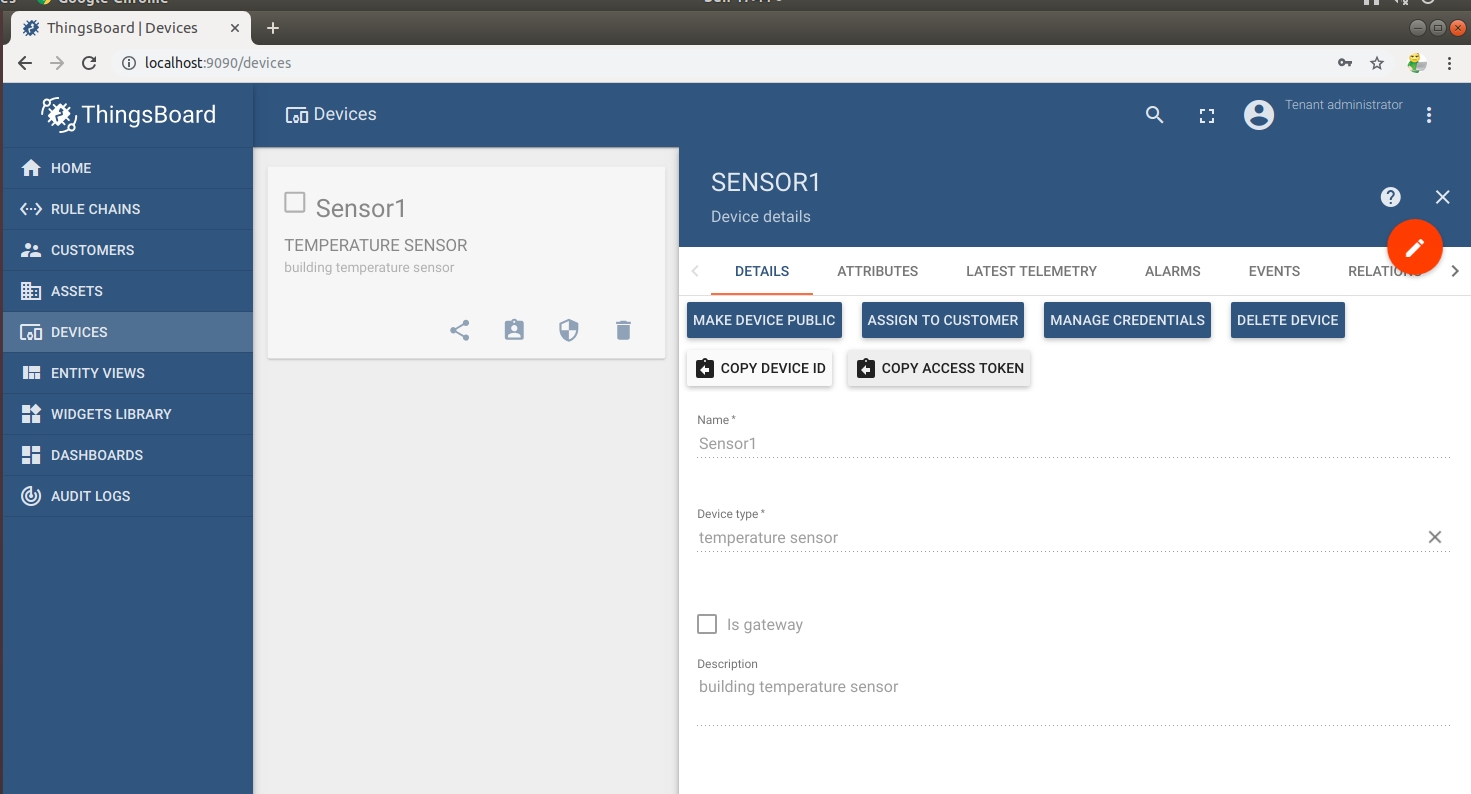 Google Chrome
ThingsBoard | Devices
localhost:9090/devices
ThingsBoard
Devices
Tenant administrator
HOME
RULE CHAINS
CUSTOMERS
ASSETS
DEVICES
ENTITY VIEWS
WIDGETS LIBRARY
DASHBOARDS
AUDIT LOGS
Sensor1
TEMPERATURE SENSOR
building temperature sensor
SENSOR1
Device details
DETAILS ATTRIBUTES LATEST TELEMETRY ALARMS EVENTS
MAKE DEVICE PUBLIC ASSIGN TO CUSTOMER MANAGE CREDENTIALS DELETE DEVICE
COPY DEVICE ID COPY ACCESS TOKEN
Name *
Sensor1
Device type *
temperature sensor
Is gateway
Description
building temperature sensor